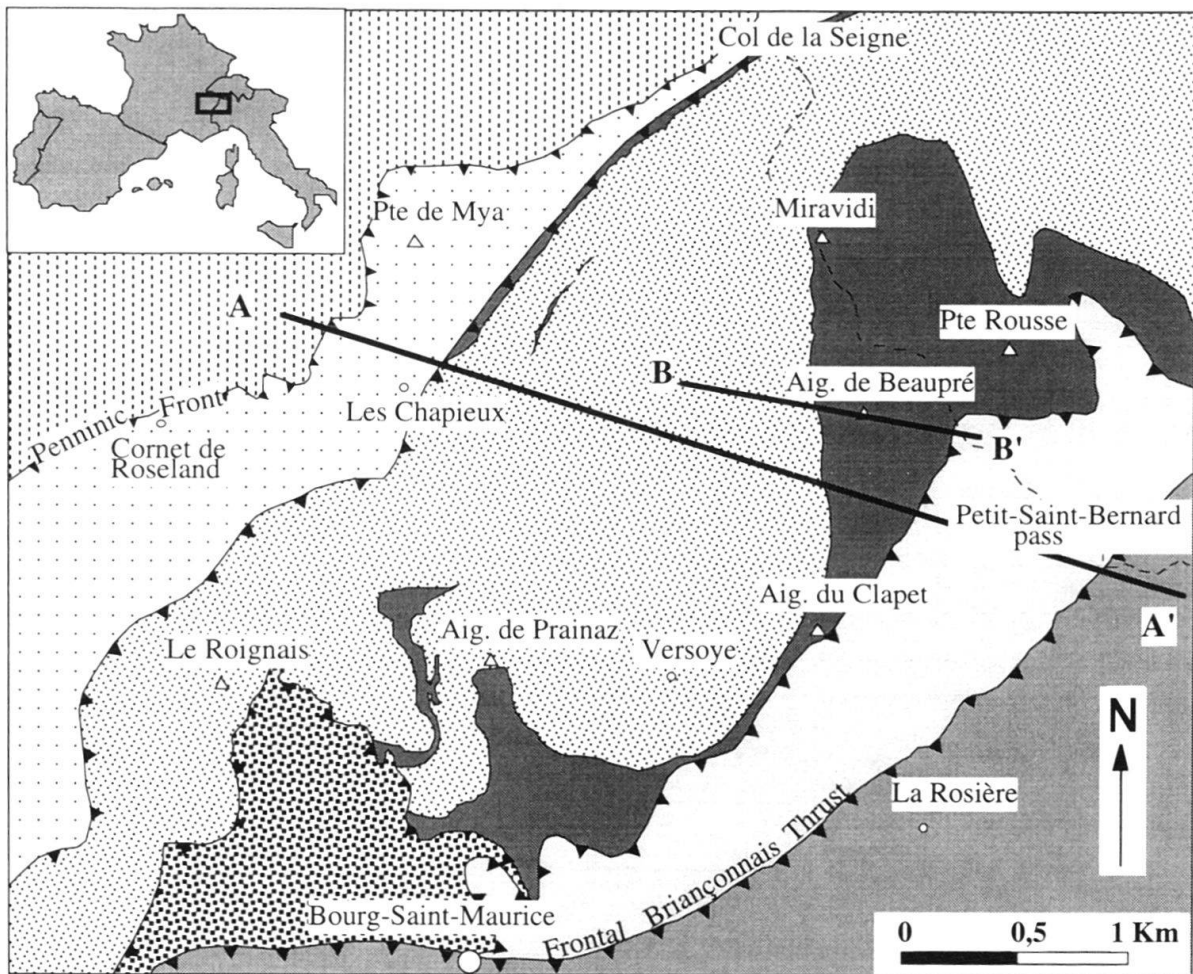 Col de la Seigne
Pte de Mya
Miravidi
A
Pte Rousse
B
Aig. de Beaupré
Les Chapieux
Penninic Front
Cornet de
Roseland
B'
Petit-Saint-Bernard
pass
Aig. du Clapet
A'
Le Roignais
Aig. de Prainaz
Versoye
N
La Rosière
Bourg-Saint-Maurice
Frontal Briançonnais Thrust
0 0,5 1 Km